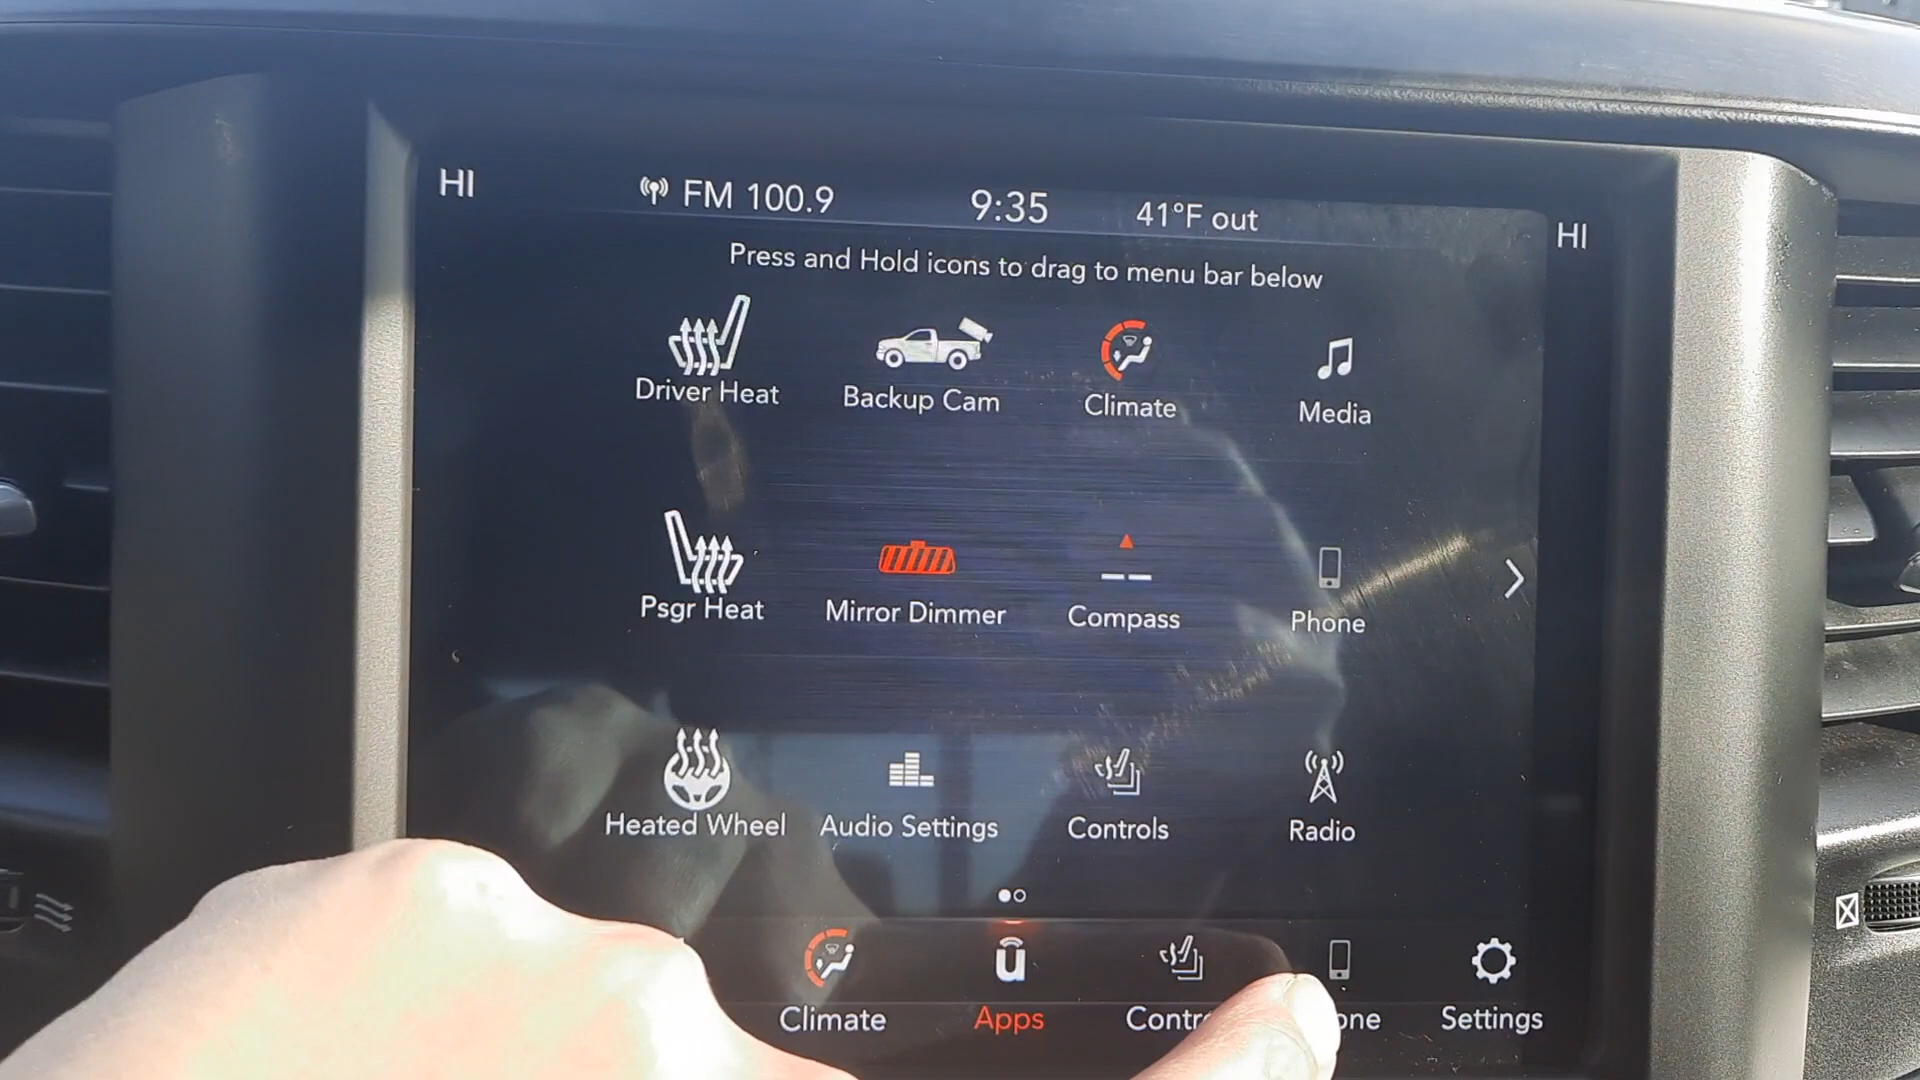 HI FM 100.9 9:35 41°F out HI
Press and Hold icons to drag to menu bar below
Driver Heat Backup Cam Climate Media
Psgr Heat Mirror Dimmer Compass Phone
Heated Wheel Audio Settings Controls Radio
Climate Apps Contr one Settings